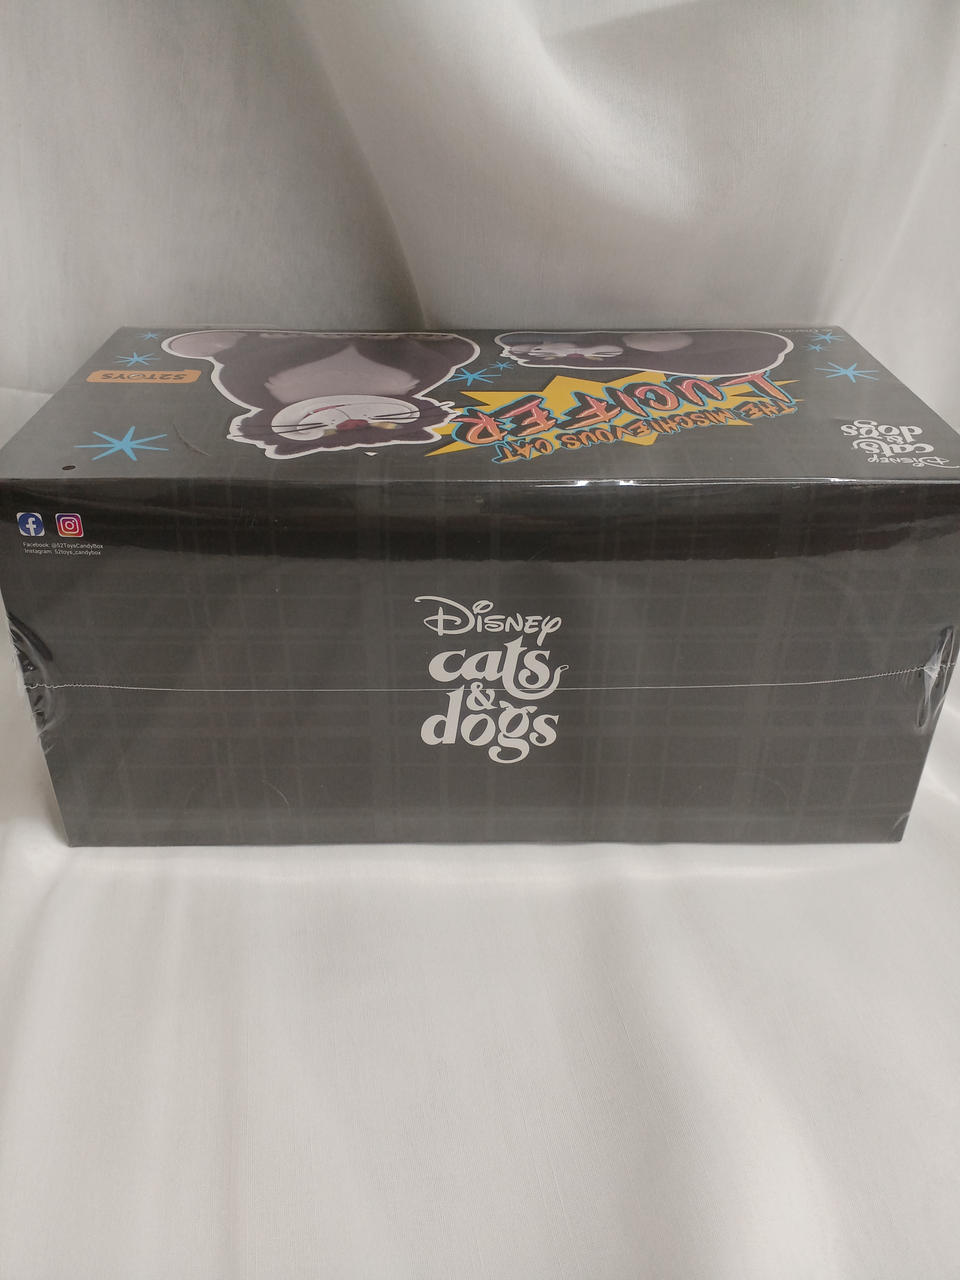 52TOYS
LUCIFER
THE MISCHIEVOUS CAT
Disney
cats
&
dogs
Facebook: @52ToysCandyBox
Instagram: 52toys_candybox
Disney
cats
&
dogs